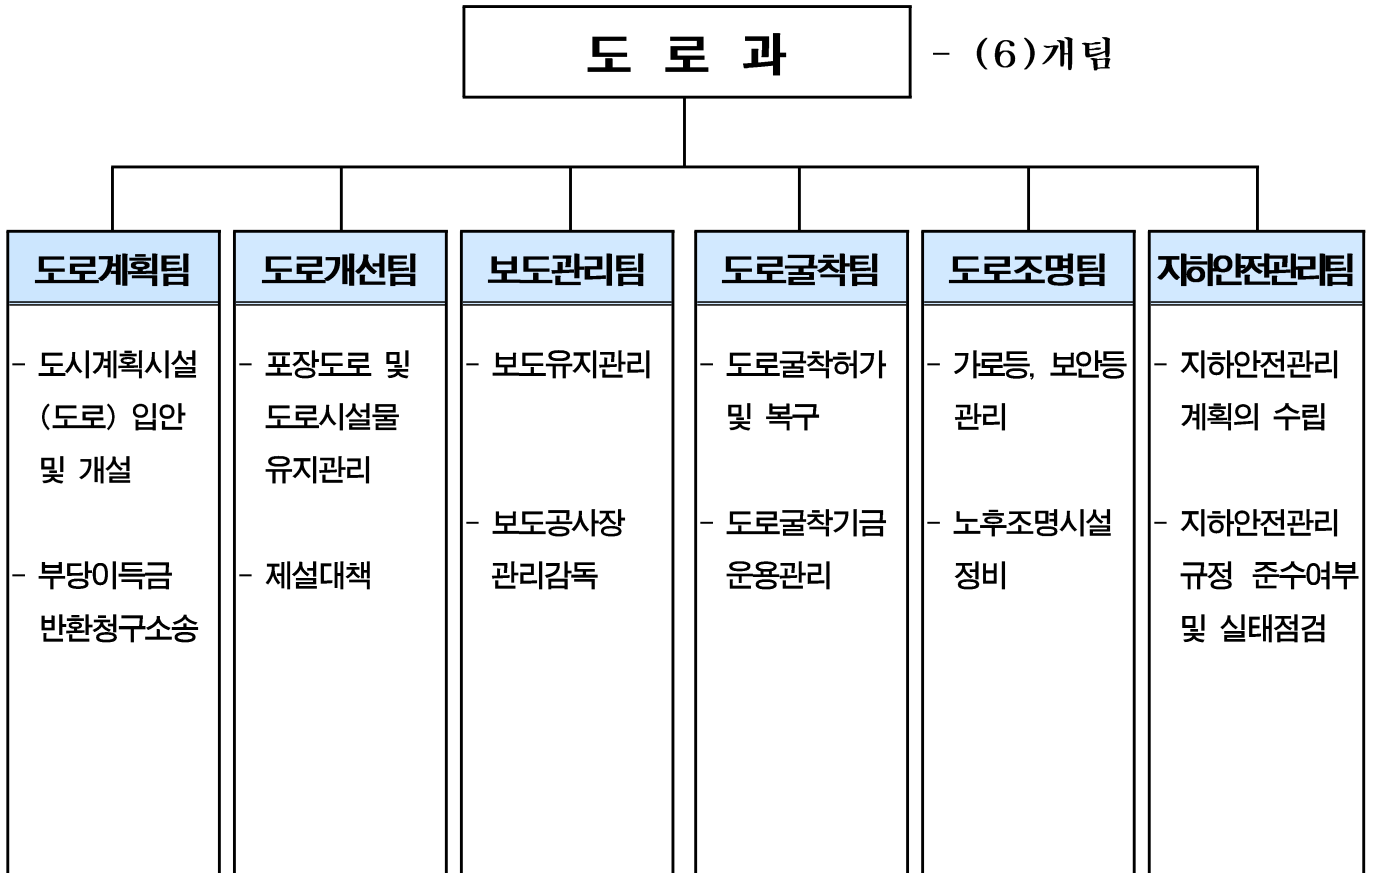 도 로 과
- (6)개팀
도로계획팀
- 도시계획시설
(도로) 입안
및 개설
- 부당이득금
반환청구소송
도로개선팀
- 포장도로 및
도로시설물
유지관리
- 제설대책
보도관리팀
- 보도유지관리
- 보도공사장
관리감독
도로굴착팀
- 도로굴착허가
및 복구
- 도로굴착기금
운용관리
도로조명팀
- 가로등, 보안등
관리
- 노후조명시설
정비
지하안전관리팀
- 지하안전관리
계획의 수립
- 지하안전관리
규정 준수여부
및 실태점검